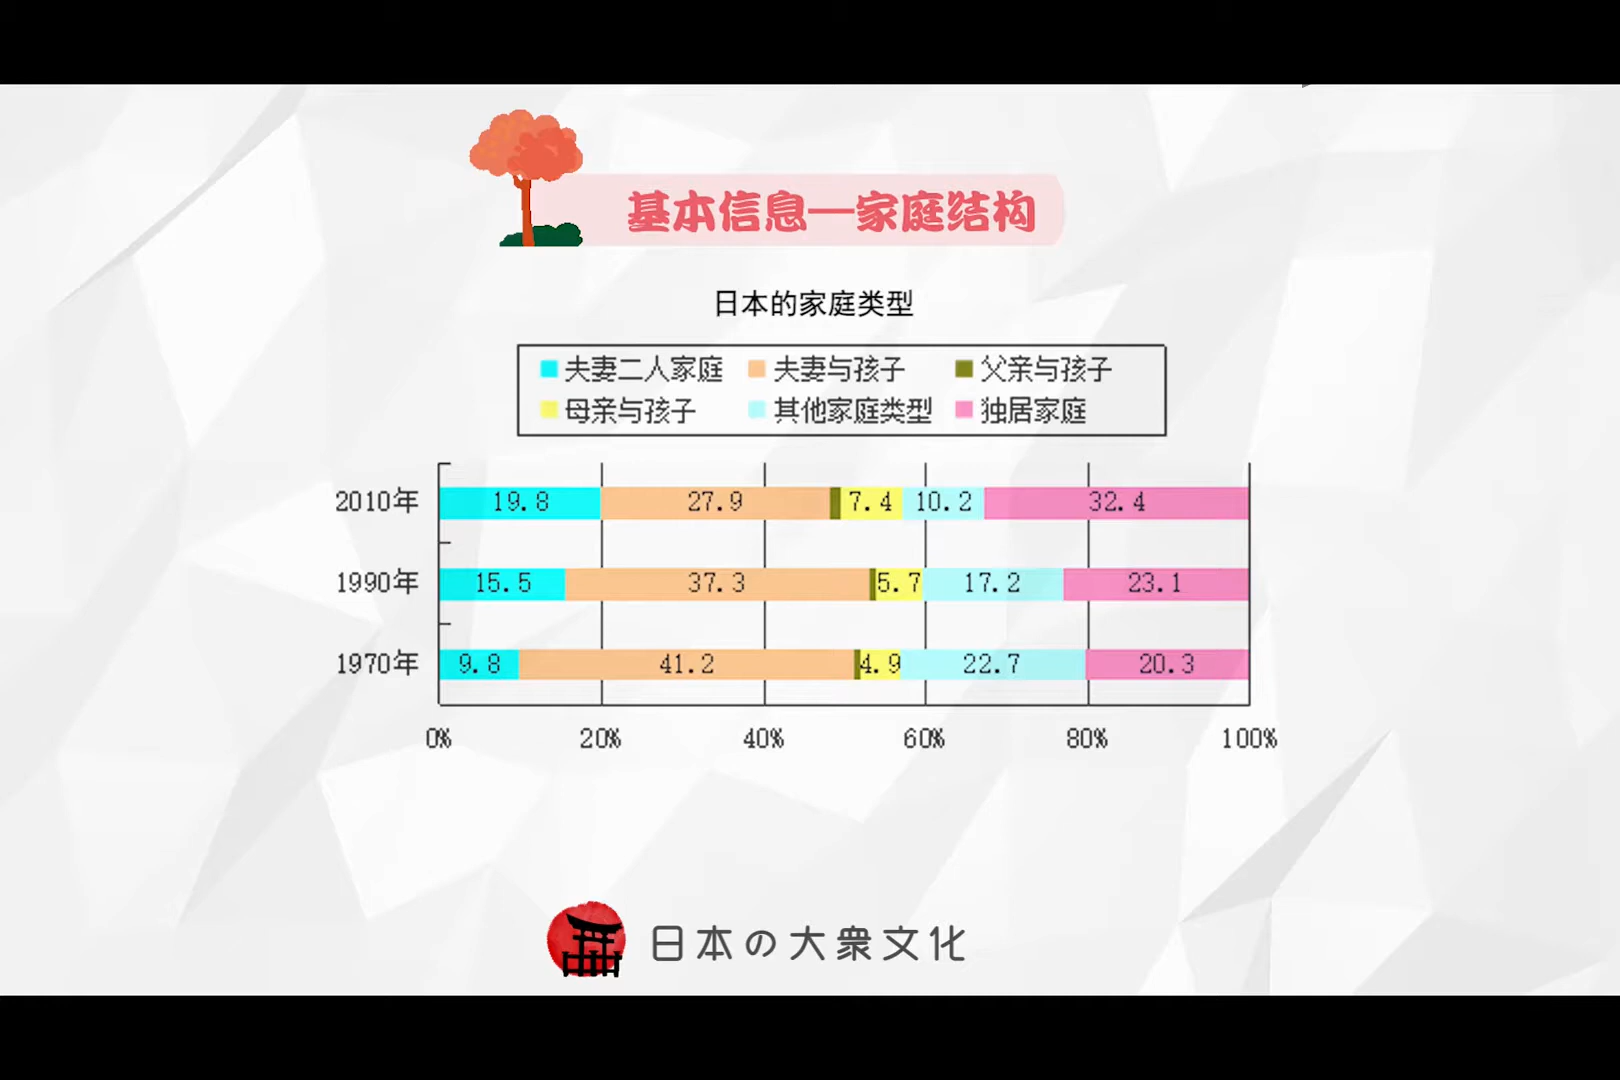 基本信息—家庭结构
日本的家庭类型
夫妻二人家庭 夫妻与孩子 父亲与孩子
母亲与孩子 其他家庭类型 独居家庭
2010年 19.8 27.9 7.4 10.2 32.4
1990年 15.5 37.3 5.7 17.2 23.1
1970年 9.8 41.2 4.9 22.7 20.3
0% 20% 40% 60% 80% 100%
日本の大衆文化